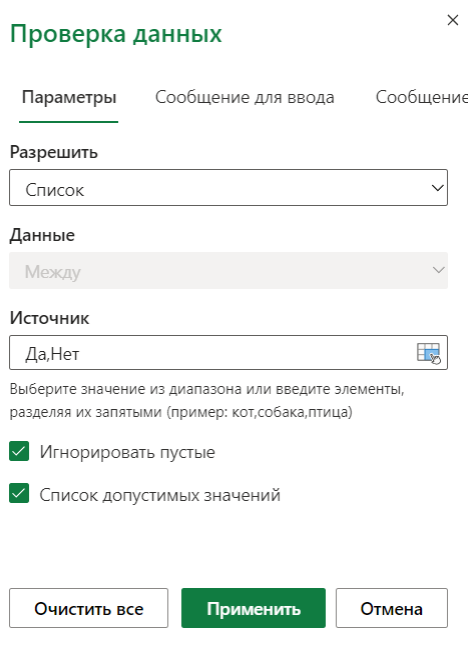 Проверка данных
Параметры Сообщение для ввода Сообщение
Разрешить
Список
Данные
Между
Источник
Да,Нет
Выберите значение из диапазона или введите элементы,
разделяя их запятыми (пример: кот,собака,птица)
Игнорировать пустые
Список допустимых значений
Очистить все Применить Отмена